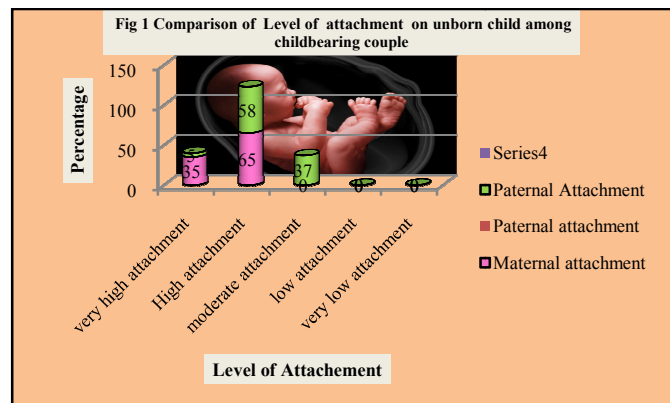 Fig 1 Comparison of Level of attachment on unborn child among
childbearing couple
Percentage
150
100
50
0
35
5
65
58
0
37
0
0
very high attachment
High attachment
moderate attachment
low attachment
very low attachment
Level of Attachement
Series4
Paternal Attachment
Paternal attachment
Maternal attachment